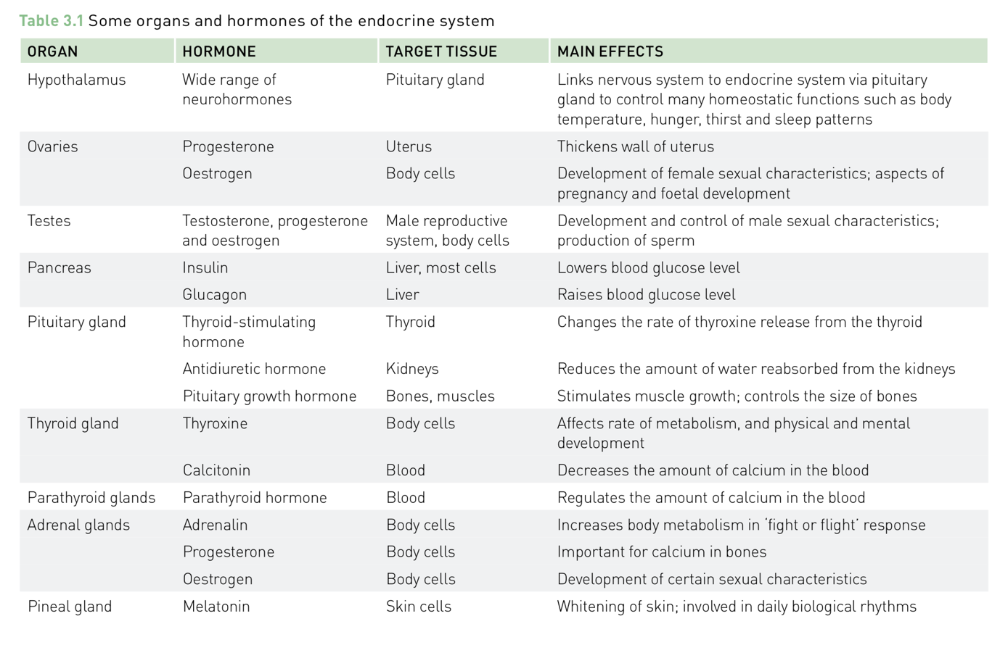 Table 3.1 Some organs and hormones of the endocrine system
ORGAN HORMONE TARGET TISSUE MAIN EFFECTS
Hypothalamus Wide range of Pituitary gland Links nervous system to endocrine system via pituitary
neurohormones gland to control many homeostatic functions such as body
temperature, hunger, thirst and sleep patterns
Ovaries Progesterone Uterus Thickens wall of uterus
Oestrogen Body cells Development of female sexual characteristics; aspects of
pregnancy and foetal development
Testes Testosterone, progesterone Male reproductive Development and control of male sexual characteristics;
and oestrogen system, body cells production of sperm
Pancreas Insulin Liver, most cells Lowers blood glucose level
Glucagon Liver Raises blood glucose level
Pituitary gland Thyroid-stimulating Thyroid Changes the rate of thyroxine release from the thyroid
hormone
Antidiuretic hormone Kidneys Reduces the amount of water reabsorbed from the kidneys
Pituitary growth hormone Bones, muscles Stimulates muscle growth; controls the size of bones
Thyroid gland Thyroxine Body cells Affects rate of metabolism, and physical and mental
development
Calcitonin Blood Decreases the amount of calcium in the blood
Parathyroid glands Parathyroid hormone Blood Regulates the amount of calcium in the blood
Adrenal glands Adrenalin Body cells Increases body metabolism in ‘fight or flight’ response
Progesterone Body cells Important for calcium in bones
Oestrogen Body cells Development of certain sexual characteristics
Pineal gland Melatonin Skin cells Whitening of skin; involved in daily biological rhythms